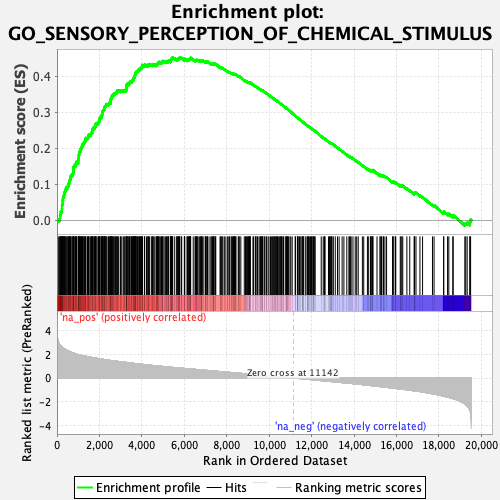 Enrichment plot:
GO_SENSORY_PERCEPTION_OF_CHEMICAL_STIMULUS
Enrichment score (ES)
0.4
0.3
0.2
0.1
0.0
'na_pos' (positively correlated)
Ranked list metric (PreRanked)
4
2
0
-2
-4
Zero cross at 11142
'na_neg' (negatively correlated)
0
2,000
4,000
6,000
8,000
10,000
12,000
14,000
16,000
18,000
20,000
Rank in Ordered Dataset
Enrichment profile
Hits
Ranking metric scores